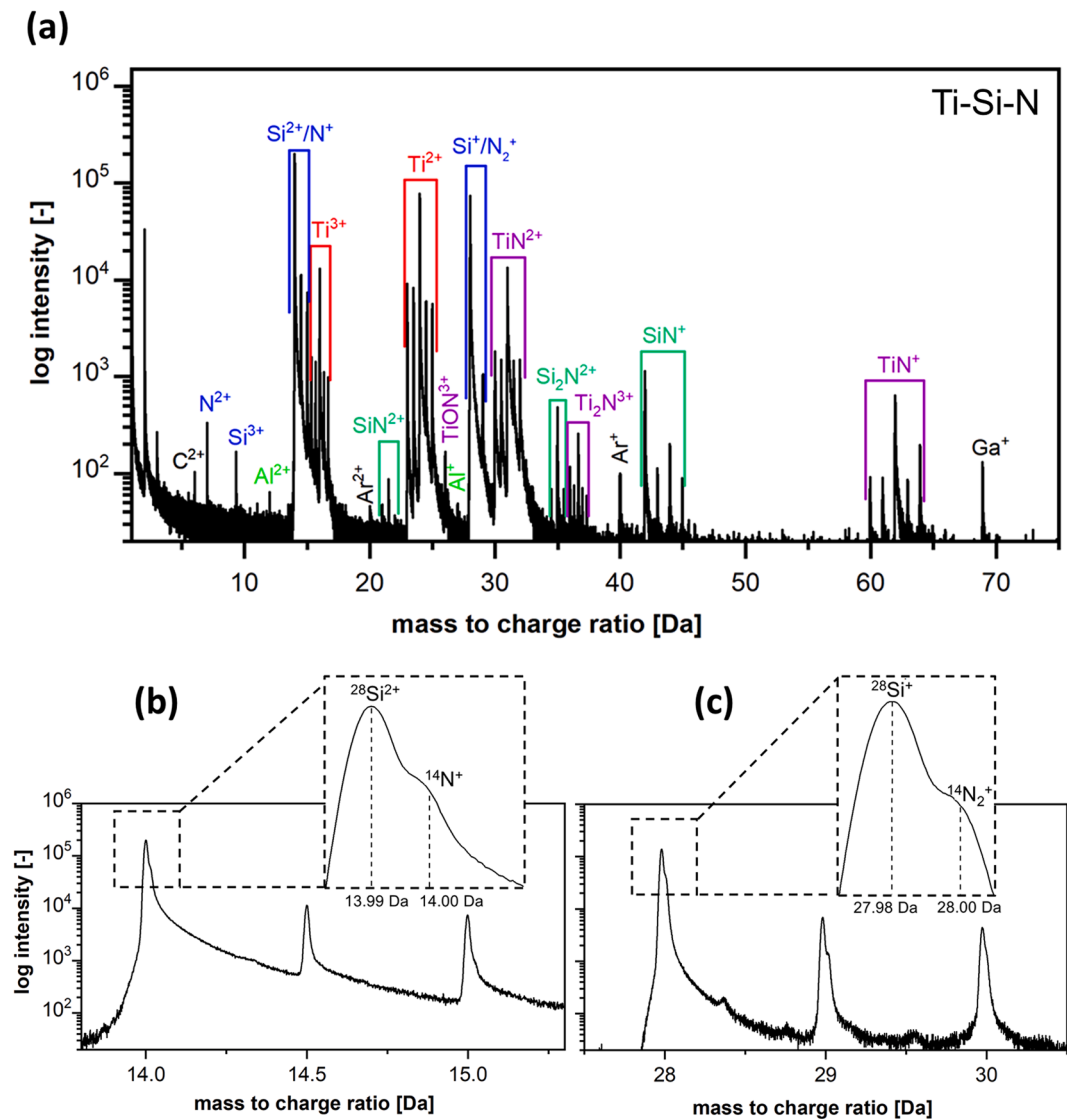 (a)
Ti-Si-N
log intensity [-]
10⁶
10⁵
10⁴
10³
10²
Si²⁺/N⁺
Ti³⁺
Ti²⁺
Si⁺/N₂⁺
TiN²⁺
SiN⁺
TiN⁺
Si₂N²⁺
Ti₂N³⁺
TiON³⁺
SiN²⁺
N²⁺
C²⁺
Si³⁺
Al²⁺
Ar²⁺
Al⁺
Ar⁺
Ga⁺
10 20 30 40 50 60 70
mass to charge ratio [Da]
(b)
²⁸Si²⁺
¹⁴N⁺
13.99 Da 14.00 Da
log intensity [-]
10⁶
10⁵
10⁴
10³
10²
14.0 14.5 15.0
mass to charge ratio [Da]
(c)
²⁸Si⁺
¹⁴N₂⁺
27.98 Da 28.00 Da
28 29 30
mass to charge ratio [Da]